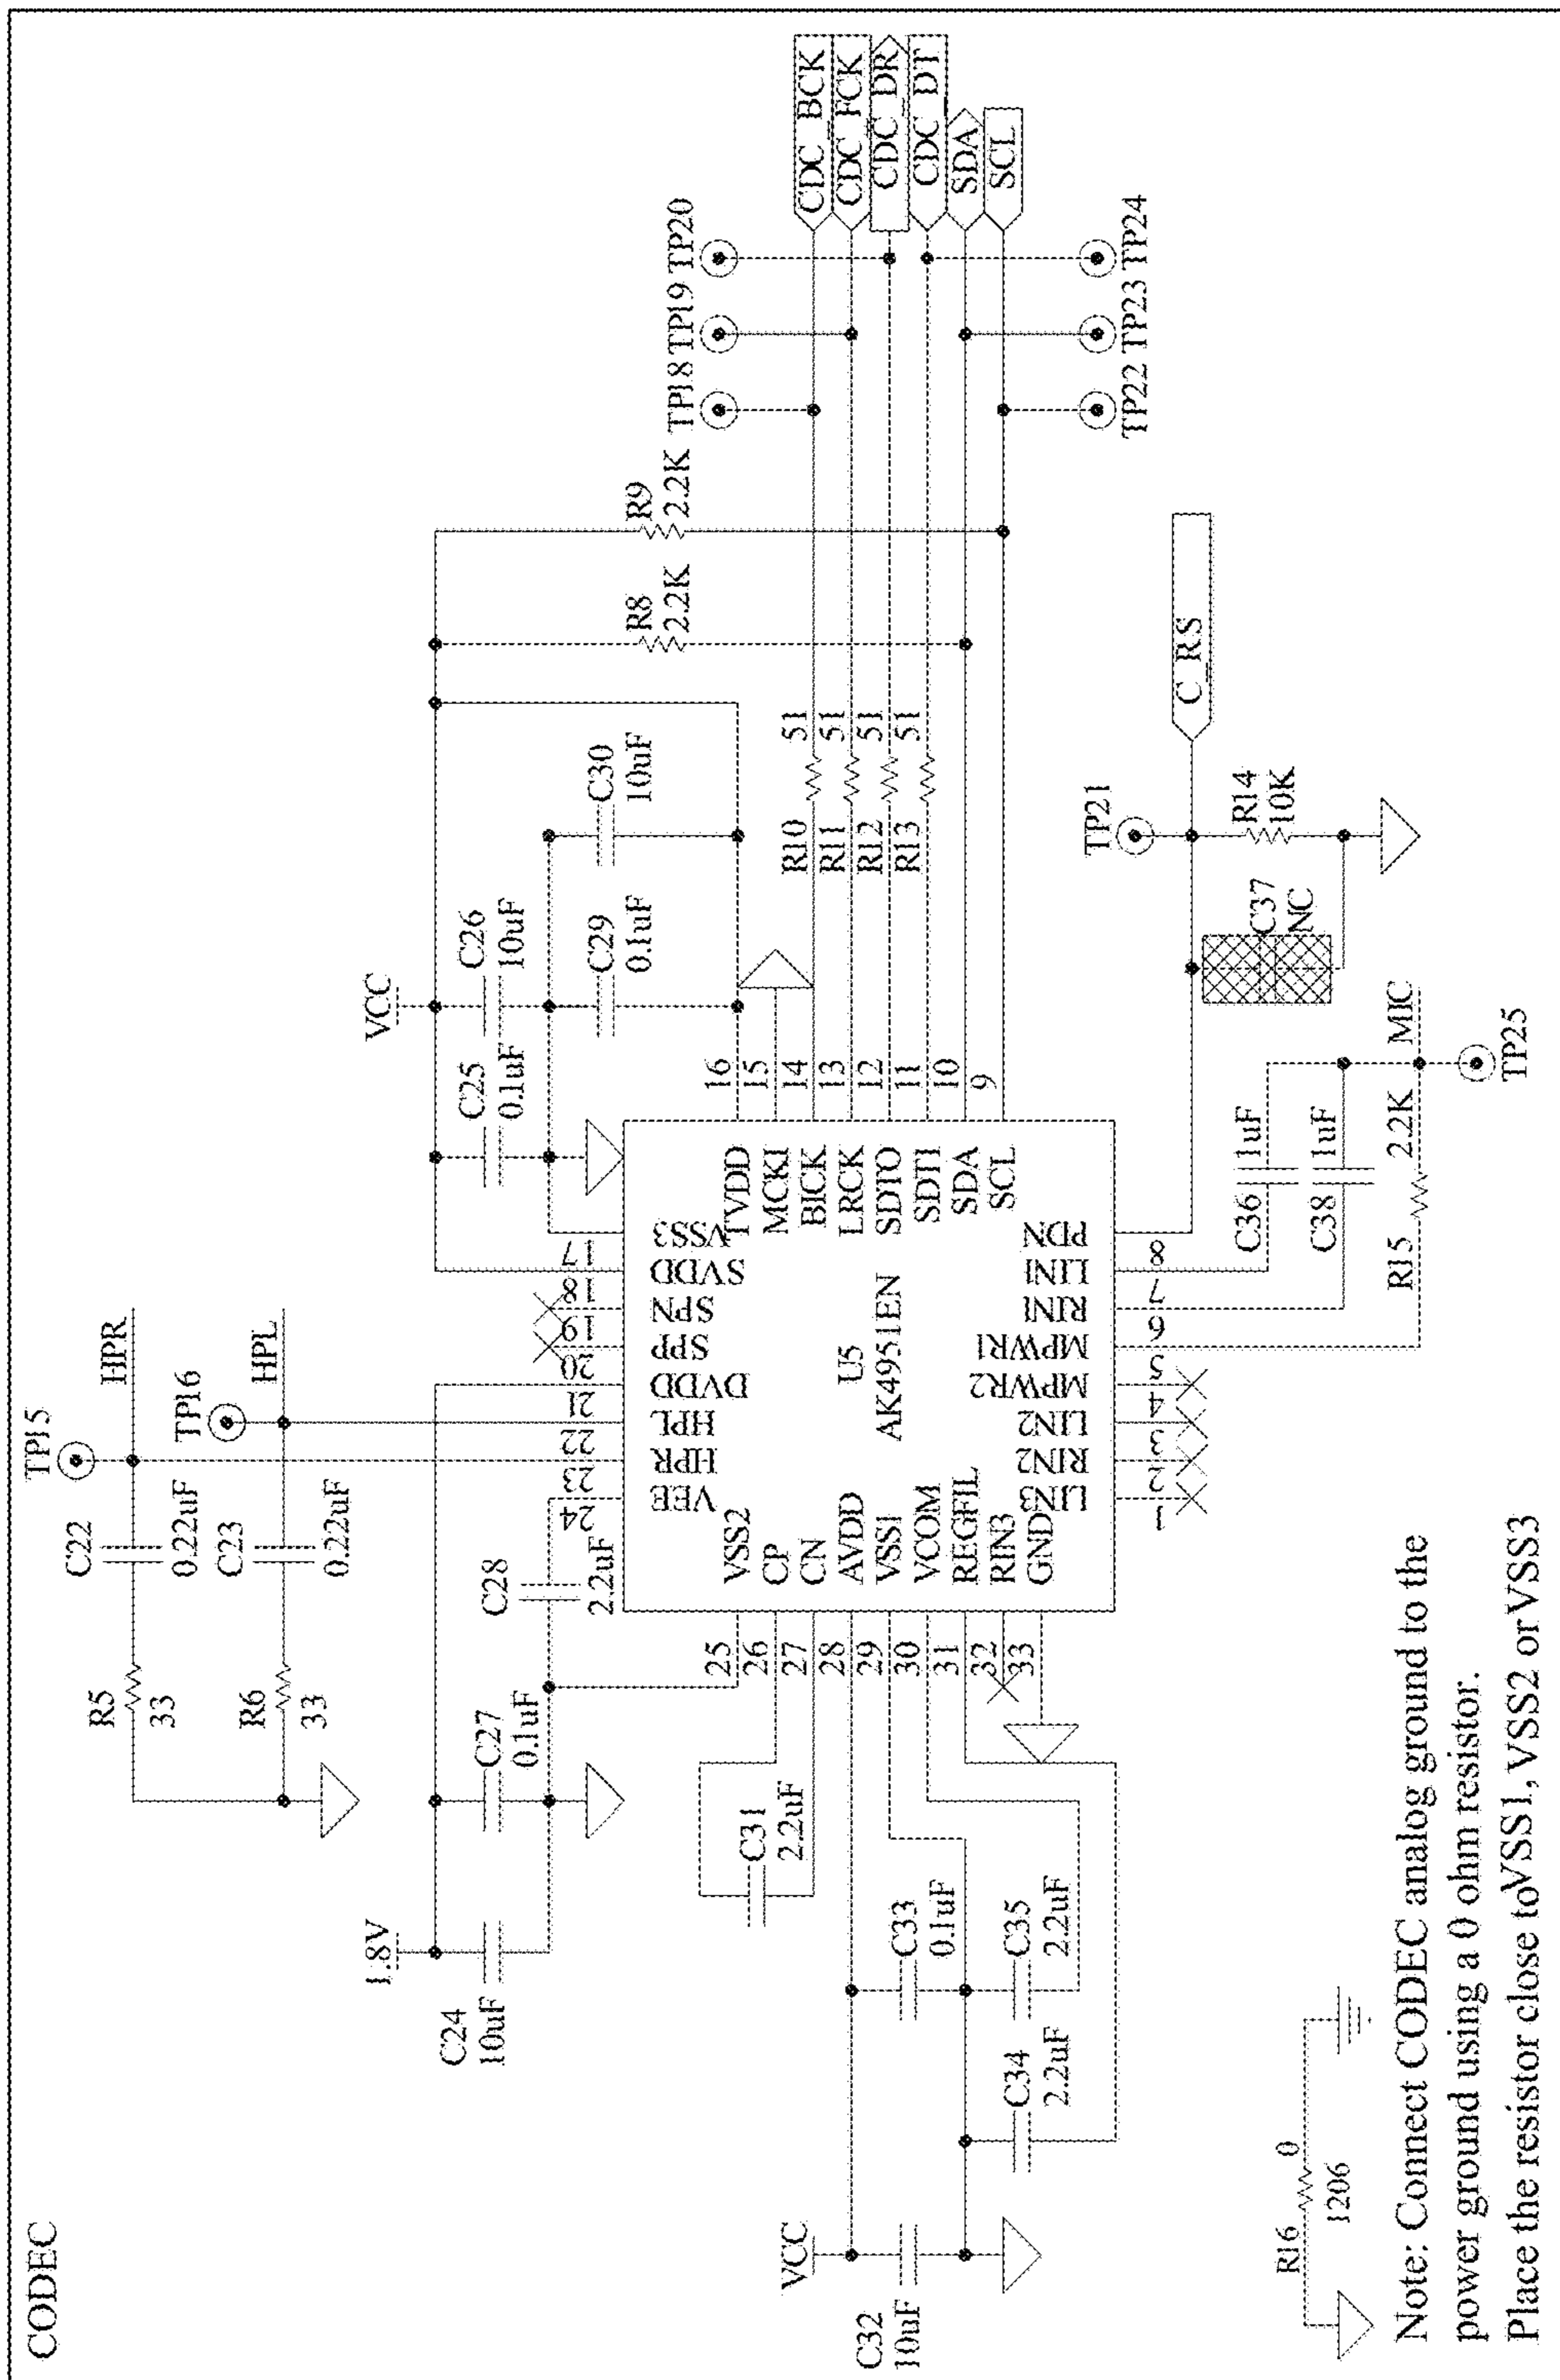 CODEC
TP15
HPR
TP16
HPL
C22
0.22uF
C23
0.22uF
R5
33
R6
33
1.8V
C24
10uF
C27
0.1uF
C28
2.2uF
VCC
C25
0.1uF
C26
10uF
C29
0.1uF
C30
10uF
R8
2.2K
R9
2.2K
TP18 TP19 TP20
CDC_BCK
CDC_FCK
CDC_DR
CDC_DT
SDA
SCL
TP22 TP23 TP24
R10 51
R11 51
R12 51
R13 51
24 23 22 21 20 19 18 17
VEE HPR HPL DVDD SPP SPN SVDD VSS3
25 VSS2
26 CP
27 CN
28 AVDD
29 VSS1
30 VCOM
31 REGFIL
32 RIN3
33 GND
U5
AK4951EN
TVDD 16
MCKI 15
BICK 14
LRCK 13
SDTO 12
SDTI 11
SDA 10
SCL 9
LIN3 RIN2 LIN2 MPWR2 MPWR1 RIN1 LIN1 PDN
1 2 3 4 5 6 7 8
C31
2.2uF
VCC
C32
10uF
C33
0.1uF
C34
2.2uF
C35
2.2uF
TP21
C_RS
R14
10K
C37
NC
C36 1uF
C38 1uF
R15 2.2K MIC
TP25
R16 0
1206
Note: Connect CODEC analog ground to the
power ground using a 0 ohm resistor.
Place the resistor close to VSS1, VSS2 or VSS3